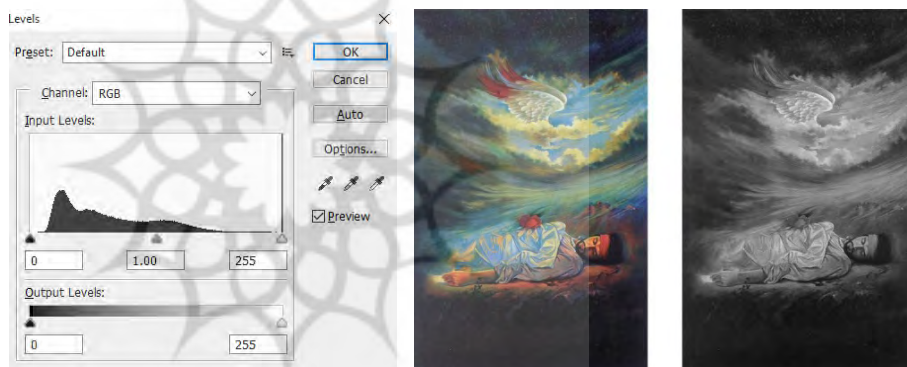 Levels
Preset: Default
OK
Cancel
Channel: RGB
Auto
Input Levels:
Options...
Preview
0 1.00 255
Output Levels:
0 255